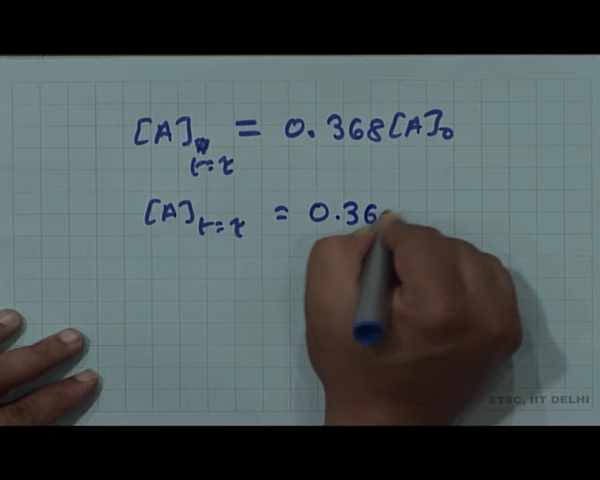 [A]t=τ = 0.368[A]0
[A]t=τ = 0.36
ETSC, IIT DELHI